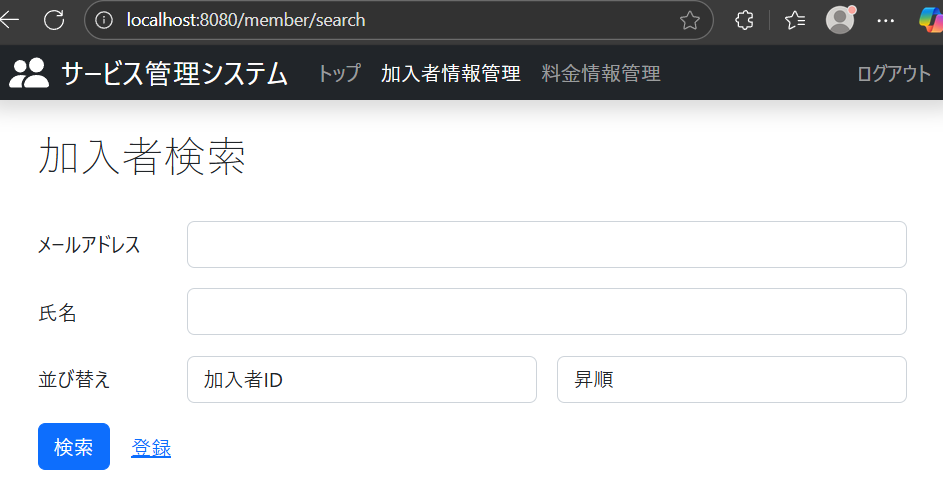 localhost:8080/member/search
サービス管理システム トップ 加入者情報管理 料金情報管理 ログアウト
加入者検索
メールアドレス
氏名
並び替え 加入者ID 昇順
検索 登録